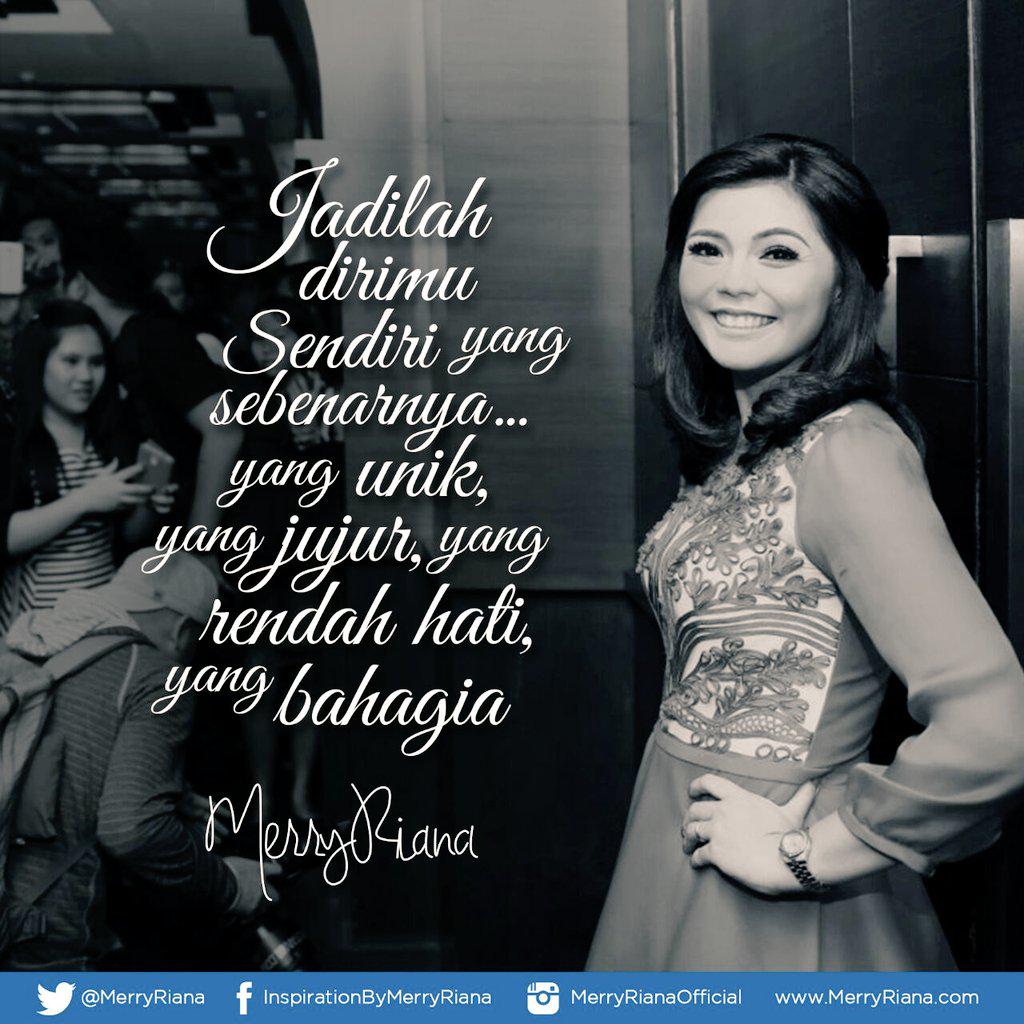 Jadilah
dirimu
Sendiri yang
sebenarnya...
yang unik,
yang jujur, yang
rendah hati,
yang bahagia
MerryRiana
@MerryRiana InspirationByMerryRiana MerryRianaOfficial www.MerryRiana.com